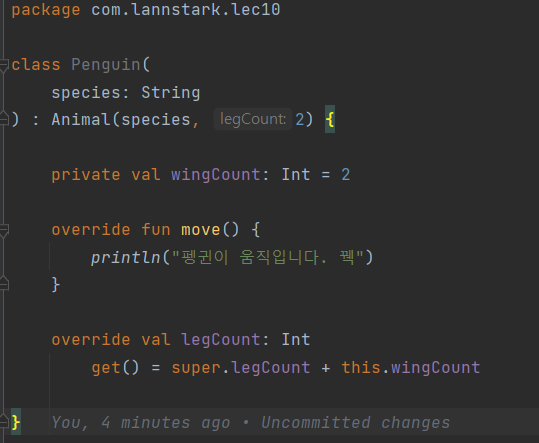 package com.lannstark.lec10
class Penguin(
species: String
) : Animal(species, legCount: 2) {
private val wingCount: Int = 2
override fun move() {
println("펭귄이 움직입니다. 꿱")
}
override val legCount: Int
get() = super.legCount + this.wingCount
} You, 4 minutes ago • Uncommitted changes